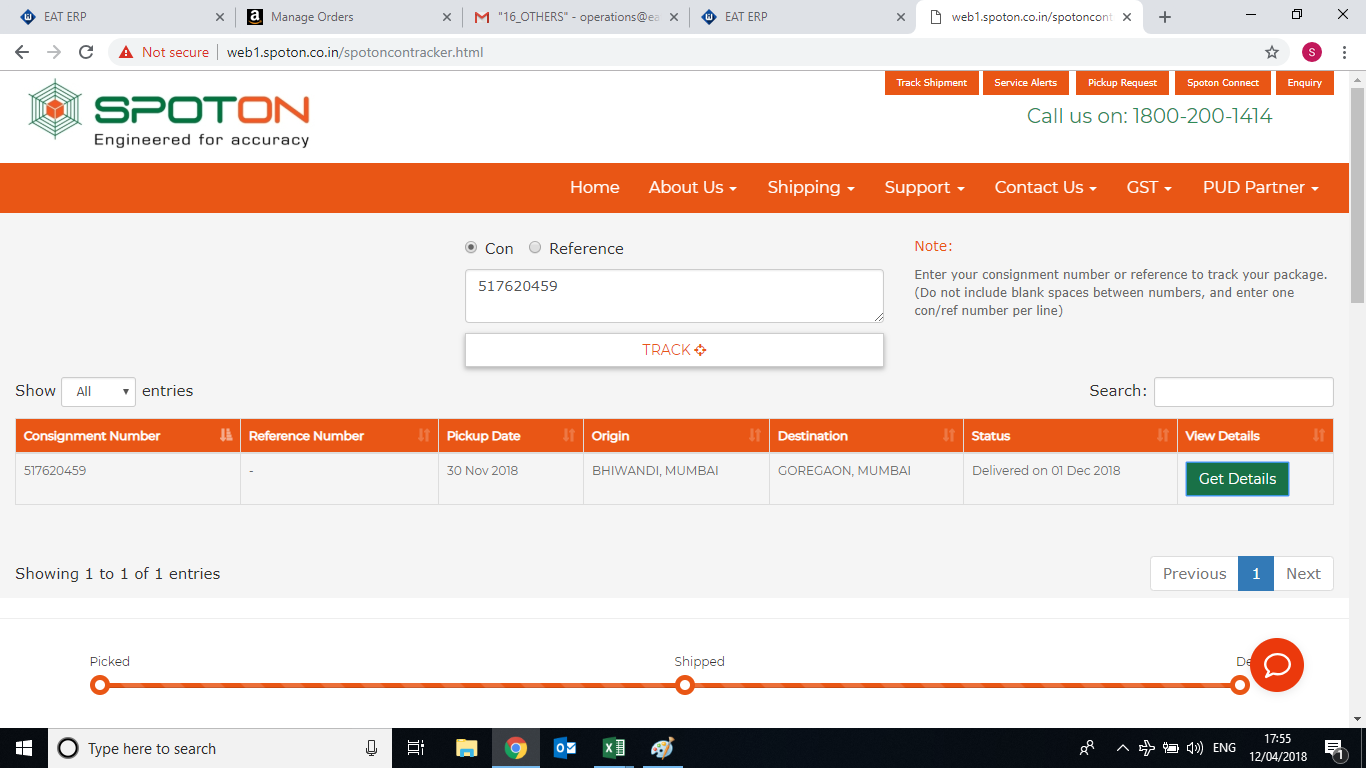 EAT ERP
Manage Orders
"16_OTHERS" - operations@ea
EAT ERP
web1.spoton.co.in/spotoncont
Not secure
web1.spoton.co.in/spotoncontracker.html
S
SPOTON
Engineered for accuracy
Track Shipment
Service Alerts
Pickup Request
Spoton Connect
Enquiry
Call us on: 1800-200-1414
Home
About Us
Shipping
Support
Contact Us
GST
PUD Partner
Con
Reference
517620459
TRACK
Note:
Enter your consignment number or reference to track your package.
(Do not include blank spaces between numbers, and enter one
con/ref number per line)
Show All entries
Search:
Consignment Number Reference Number Pickup Date Origin Destination Status View Details
517620459 - 30 Nov 2018 BHIWANDI, MUMBAI GOREGAON, MUMBAI Delivered on 01 Dec 2018 Get Details
Showing 1 to 1 of 1 entries
Previous 1 Next
Picked
Shipped
De
Type here to search
ENG
17:55
12/04/2018
1